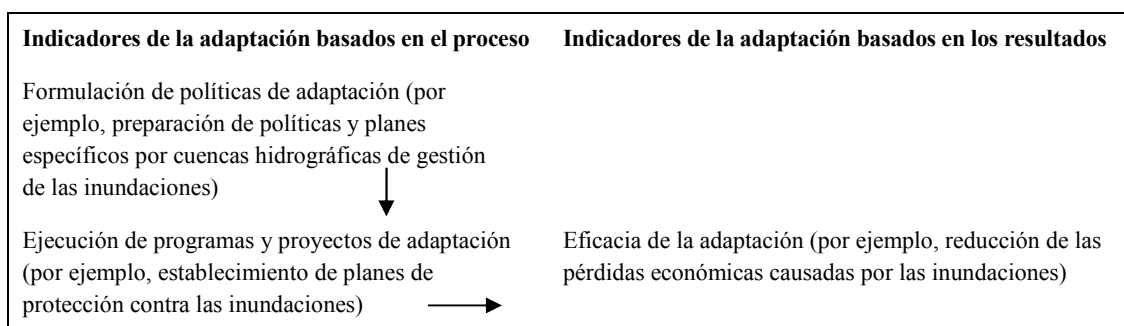 Indicadores de la adaptación basados en el proceso
Indicadores de la adaptación basados en los resultados
Formulación de políticas de adaptación (por
ejemplo, preparación de políticas y planes
específicos por cuencas hidrográficas de gestión
de las inundaciones)
Ejecución de programas y proyectos de adaptación
(por ejemplo, establecimiento de planes de
protección contra las inundaciones)
Eficacia de la adaptación (por ejemplo, reducción de las
pérdidas económicas causadas por las inundaciones)